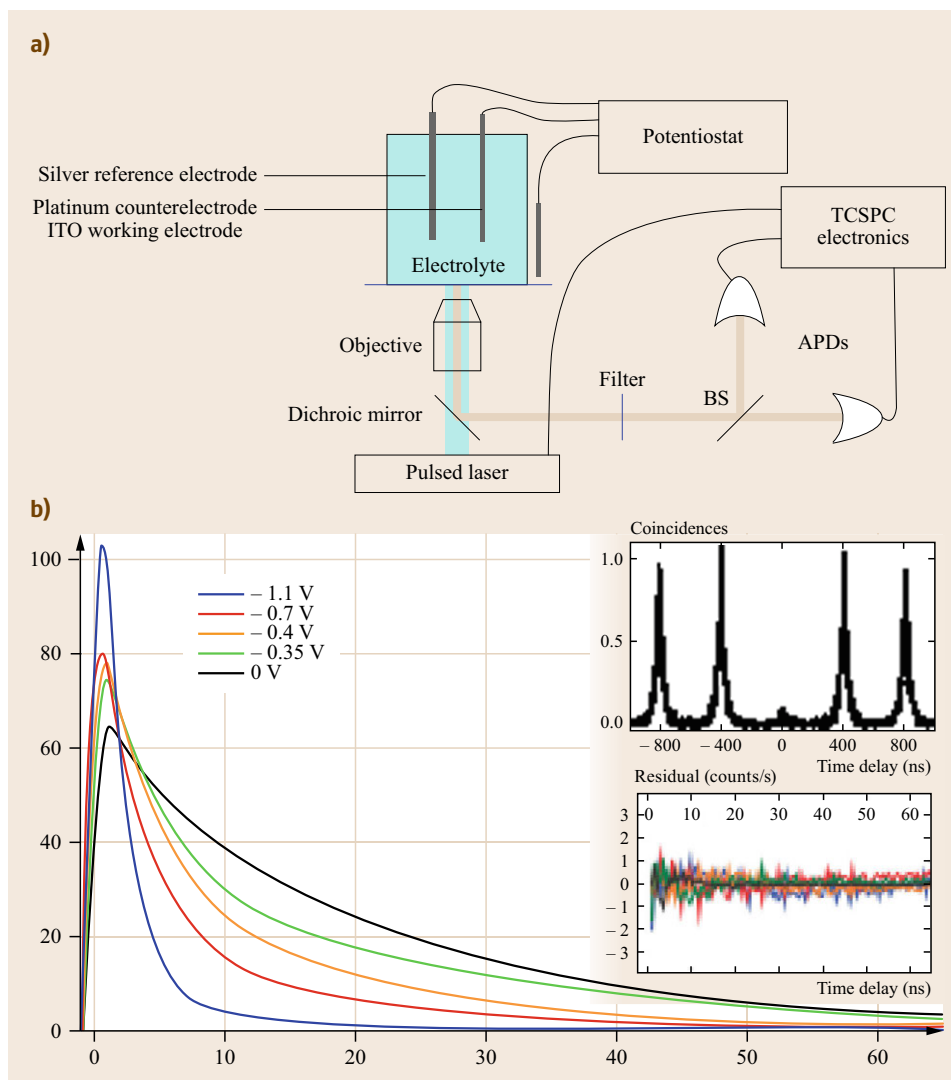 a)
Potentiostat
Silver reference electrode
Platinum counterelectrode
ITO working electrode
TCSPC
electronics
Electrolyte
Objective
APDs
Filter
BS
Dichroic mirror
Pulsed laser
b)
100
80
60
40
20
0
0 10 20 30 40 50 60
– 1.1 V
– 0.7 V
– 0.4 V
– 0.35 V
0 V
Coincidences
1.0
0.5
0.0
– 800 – 400 0 400 800
Time delay (ns)
Residual (counts/s)
0 10 20 30 40 50 60
3
2
1
0
– 1
– 2
– 3
Time delay (ns)